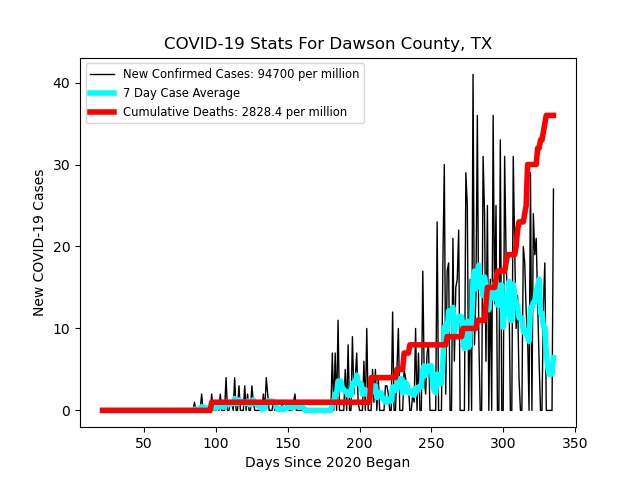 COVID-19 Stats For Dawson County, TX
New Confirmed Cases: 94700 per million
7 Day Case Average
Cumulative Deaths: 2828.4 per million
New COVID-19 Cases
40
30
20
10
0
50 100 150 200 250 300 350
Days Since 2020 Began